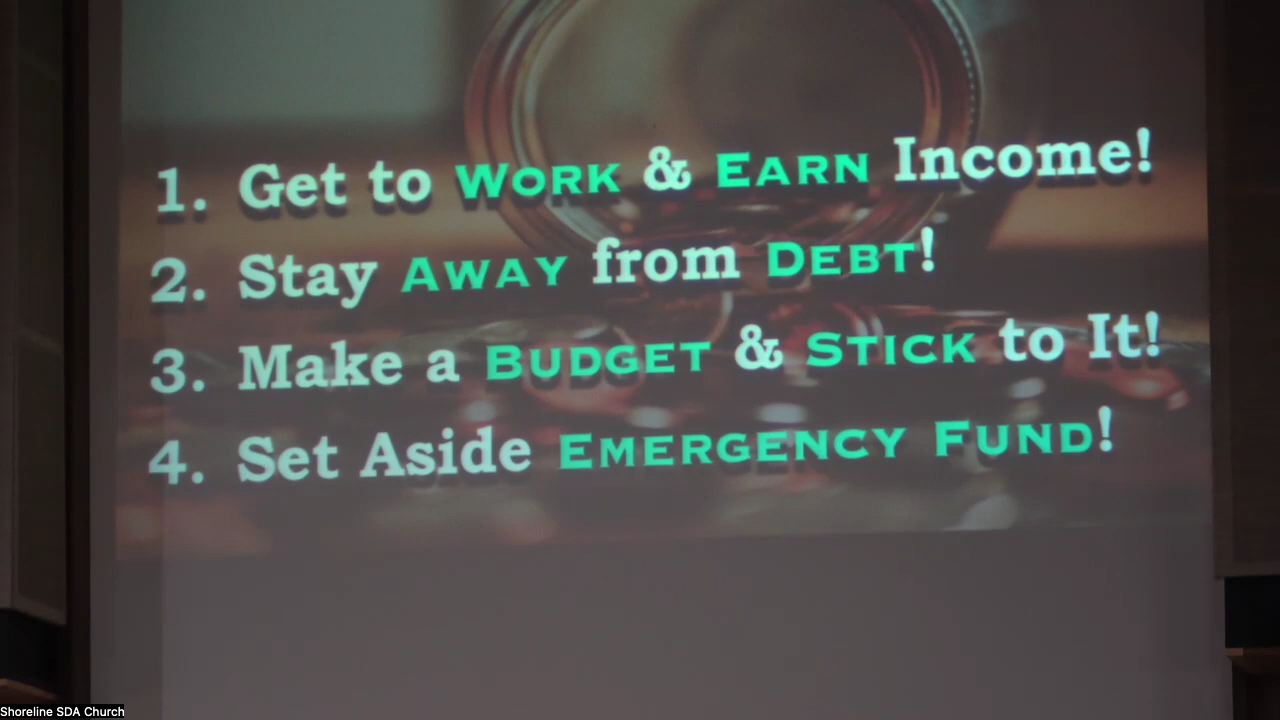 1. Get to WORK & EARN Income!
2. Stay AWAY from DEBT!
3. Make a BUDGET & STICK to It!
4. Set Aside EMERGENCY FUND!
Shoreline SDA Church